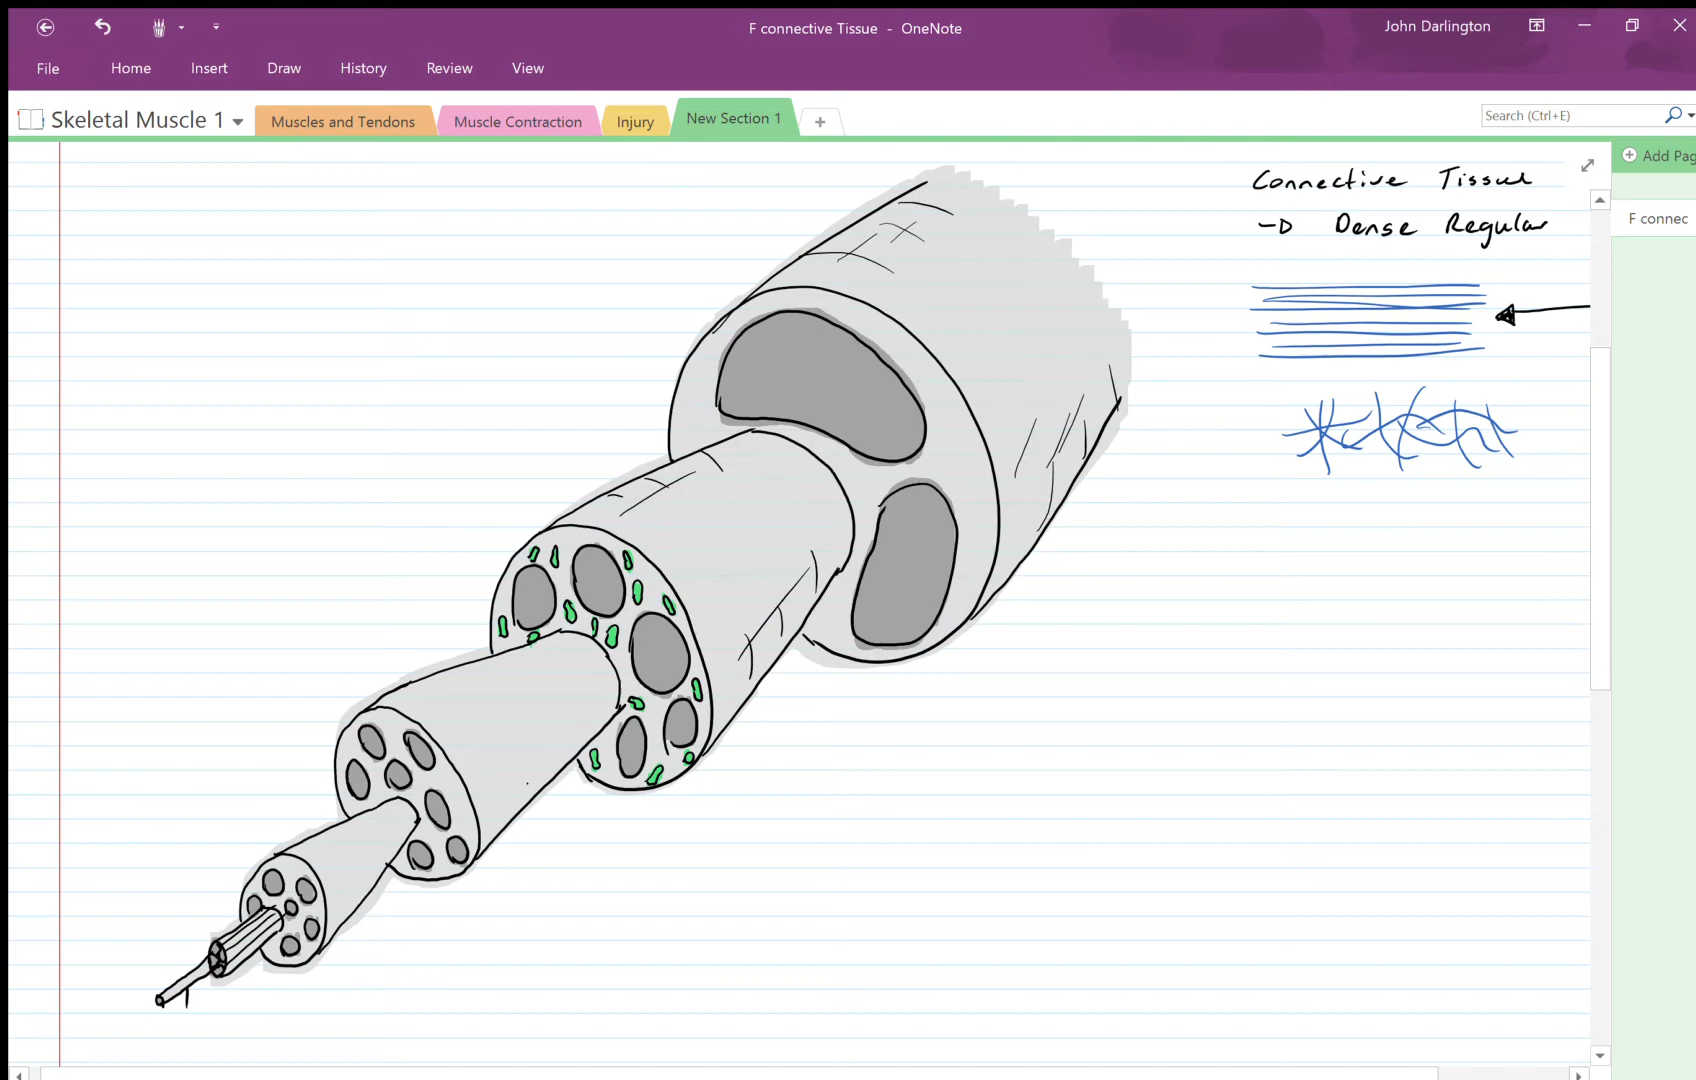 F connective Tissue - OneNote
John Darlington
File Home Insert Draw History Review View
Skeletal Muscle 1
Muscles and Tendons
Muscle Contraction
Injury
New Section 1
Search (Ctrl+E)
Add Pag
F connec
Connective Tissue
Dense Regular